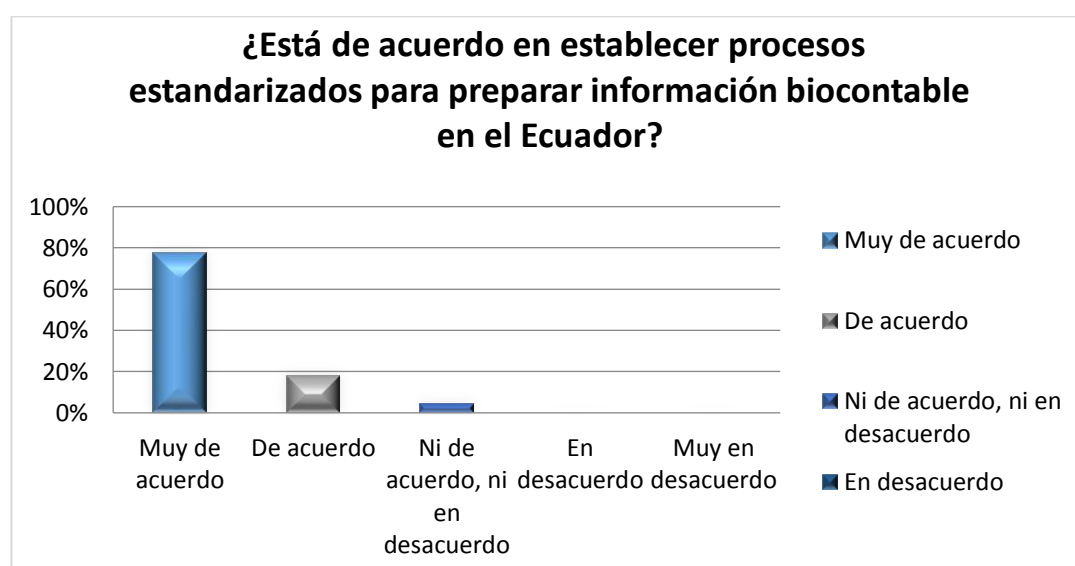 ¿Está de acuerdo en establecer procesos
estandarizados para preparar información biocontable
en el Ecuador?
100%
80%
60%
40%
20%
0%
Muy de
acuerdo
De acuerdo
Ni de
acuerdo, ni
en
desacuerdo
En
desacuerdo
Muy en
desacuerdo
Muy de acuerdo
De acuerdo
Ni de acuerdo, ni en
desacuerdo
En desacuerdo